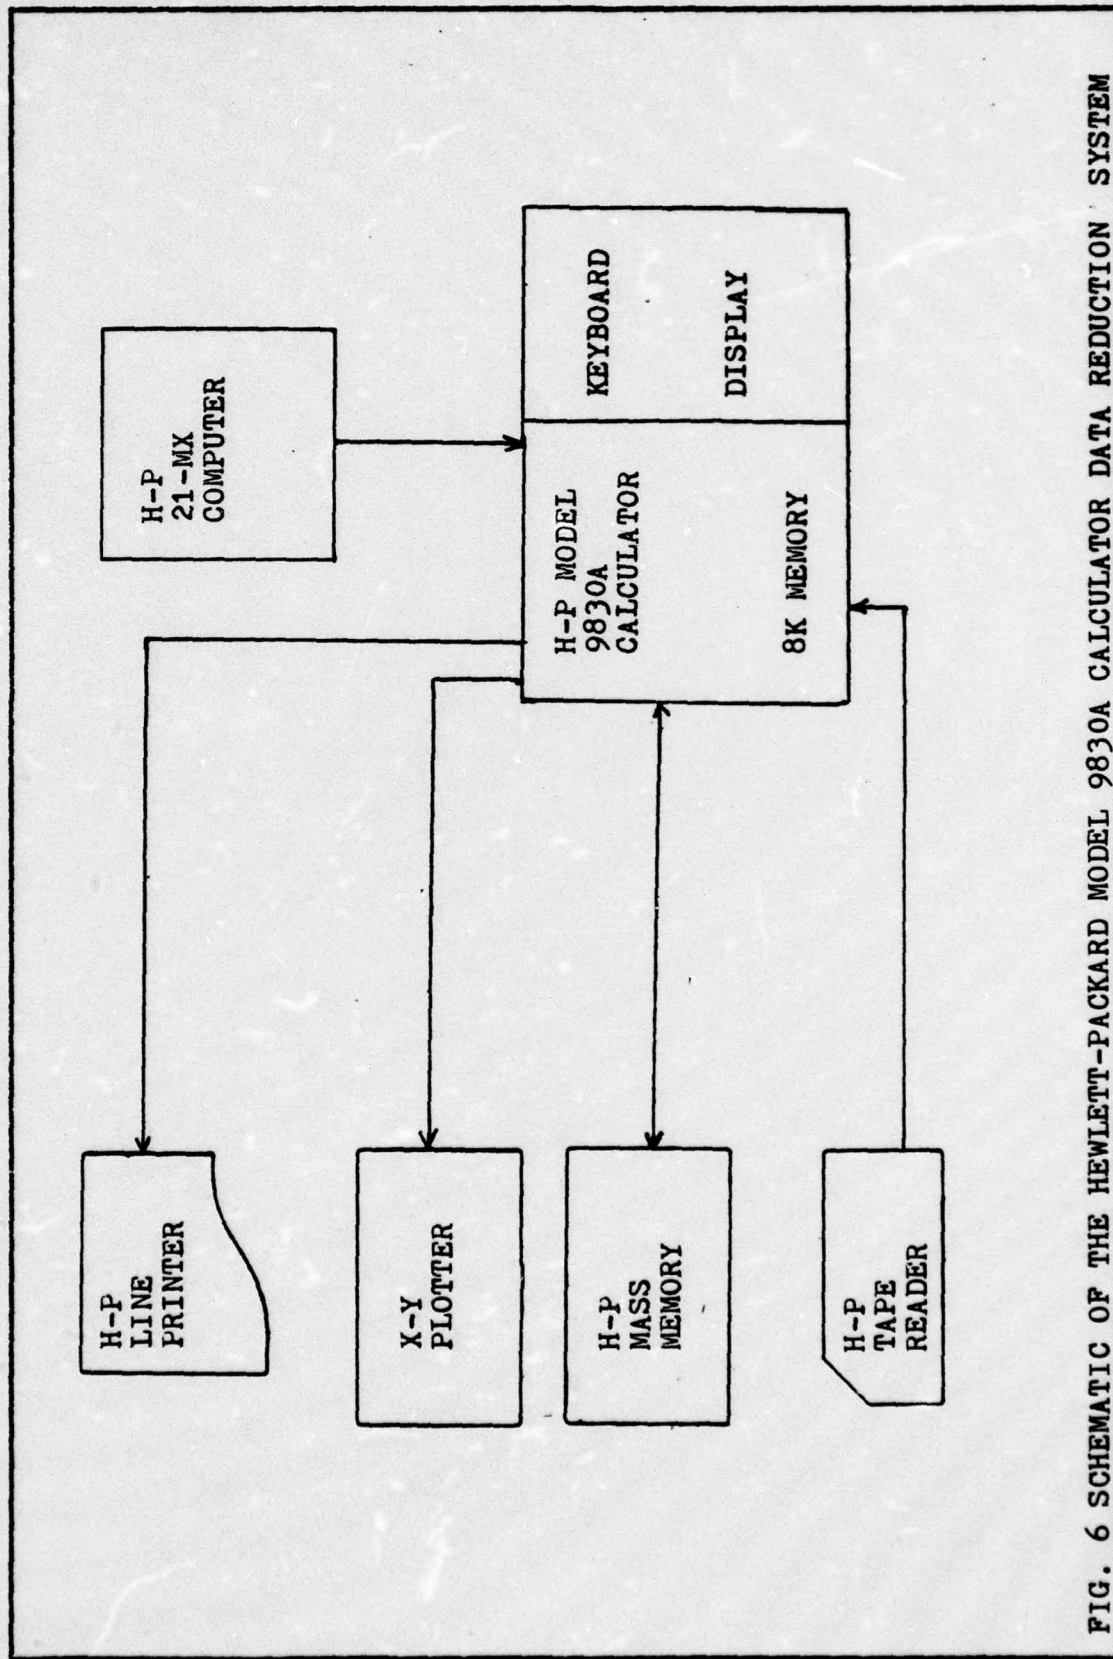 H-P
LINE
PRINTER
X-Y
PLOTTER
H-P
MASS
MEMORY
H-P
TAPE
READER
H-P
21-MX
COMPUTER
H-P MODEL
9830A
CALCULATOR
8K MEMORY
KEYBOARD
DISPLAY
FIG. 6 SCHEMATIC OF THE HEWLETT-PACKARD MODEL 9830A CALCULATOR DATA REDUCTION SYSTEM